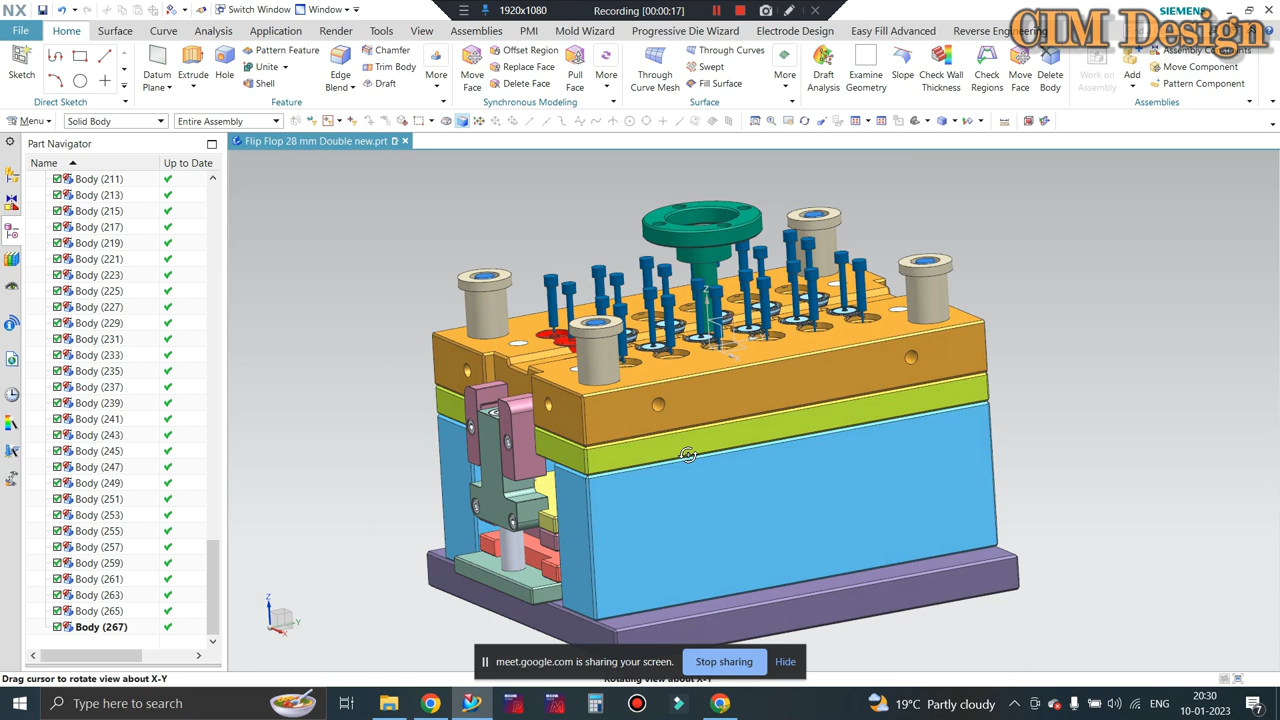 NX
Switch Window
Window
1920x1080
Recording [00:00:17]
SIEMENS
CIM Design
File
Home
Surface
Curve
Analysis
Application
Render
Tools
View
Assemblies
PMI
Mold Wizard
Progressive Die Wizard
Electrode Design
Easy Fill Advanced
Reverse Engineering
Sketch
Direct Sketch
Datum Plane
Extrude
Hole
Pattern Feature
Unite
Shell
Edge Blend
Chamfer
Trim Body
Draft
More
Feature
Move Face
Offset Region
Replace Face
Delete Face
Pull Face
More
Synchronous Modeling
Through Curve Mesh
Through Curves
Swept
Fill Surface
More
Surface
Draft Analysis
Examine Geometry
Slope
Check Wall Thickness
Check Regions
Move Face
Delete Body
Work on Assembly
Add
Assembly Constraints
Move Component
Pattern Component
Assemblies
Menu
Solid Body
Entire Assembly
Part Navigator
Flip Flop 28 mm Double new.prt
Name
Up to Date
Body (211)
Body (213)
Body (215)
Body (217)
Body (219)
Body (221)
Body (223)
Body (225)
Body (227)
Body (229)
Body (231)
Body (233)
Body (235)
Body (237)
Body (239)
Body (241)
Body (243)
Body (245)
Body (247)
Body (249)
Body (251)
Body (253)
Body (255)
Body (257)
Body (259)
Body (261)
Body (263)
Body (265)
Body (267)
Z
Z
Y
X
meet.google.com is sharing your screen.
Stop sharing
Hide
Drag cursor to rotate view about X-Y
Rotating view about X-Y
Type here to search
19°C Partly cloudy
20:30
10-01-2023
7